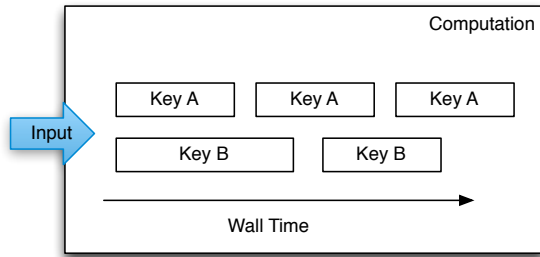 Computation
Key A Key A Key A
Input
Key B Key B
Wall Time